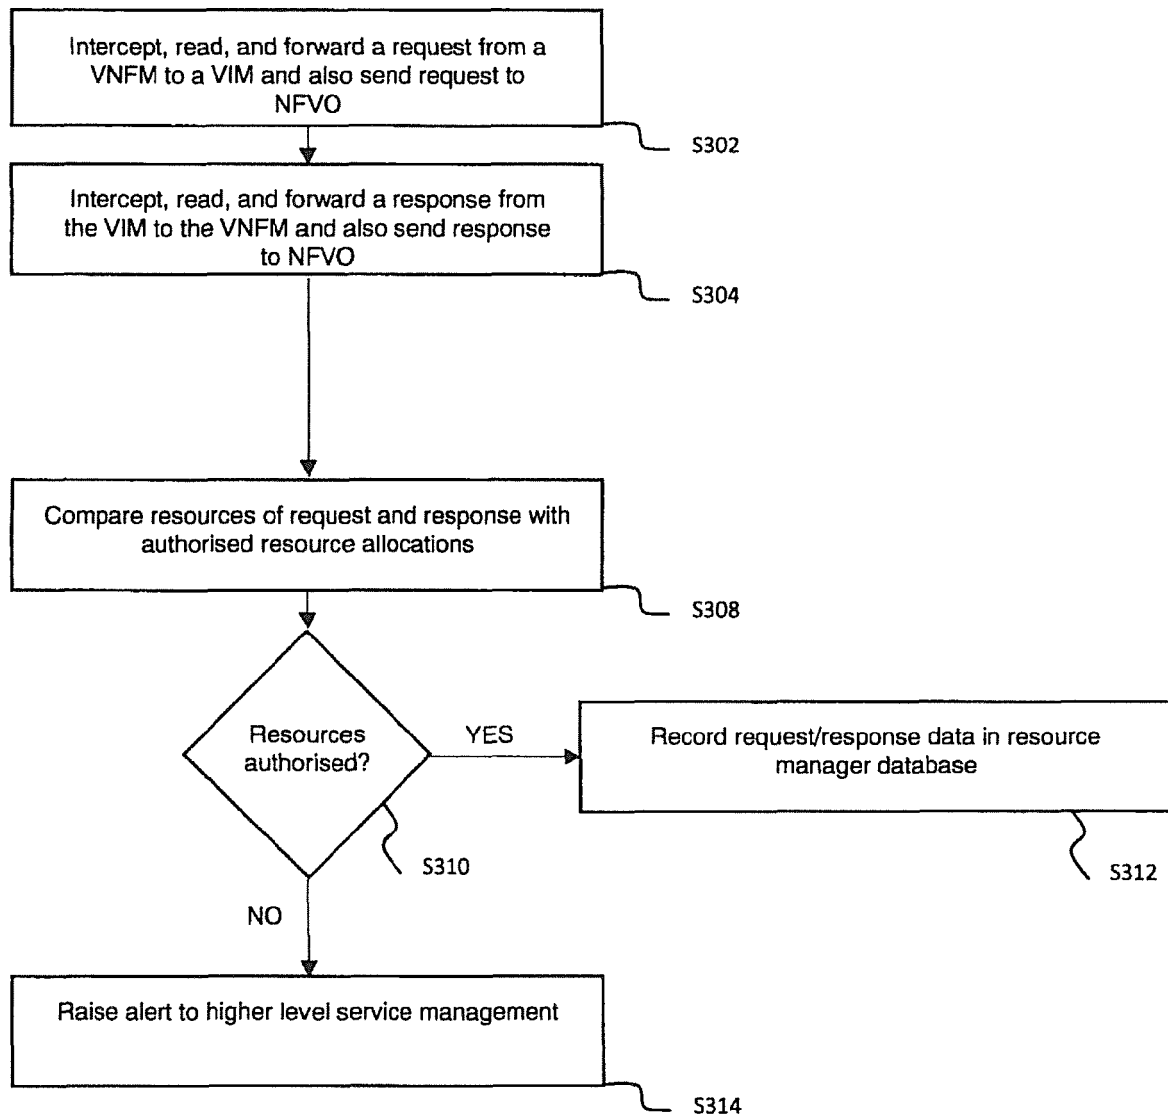 Intercept, read, and forward a request from a
VNFM to a VIM and also send request to
NFVO
S302
Intercept, read, and forward a response from
the VIM to the VNFM and also send response
to NFVO
S304
Compare resources of request and response with
authorised resource allocations
S308
Resources
authorised?
YES
Record request/response data in resource
manager database
S310
S312
NO
Raise alert to higher level service management
S314